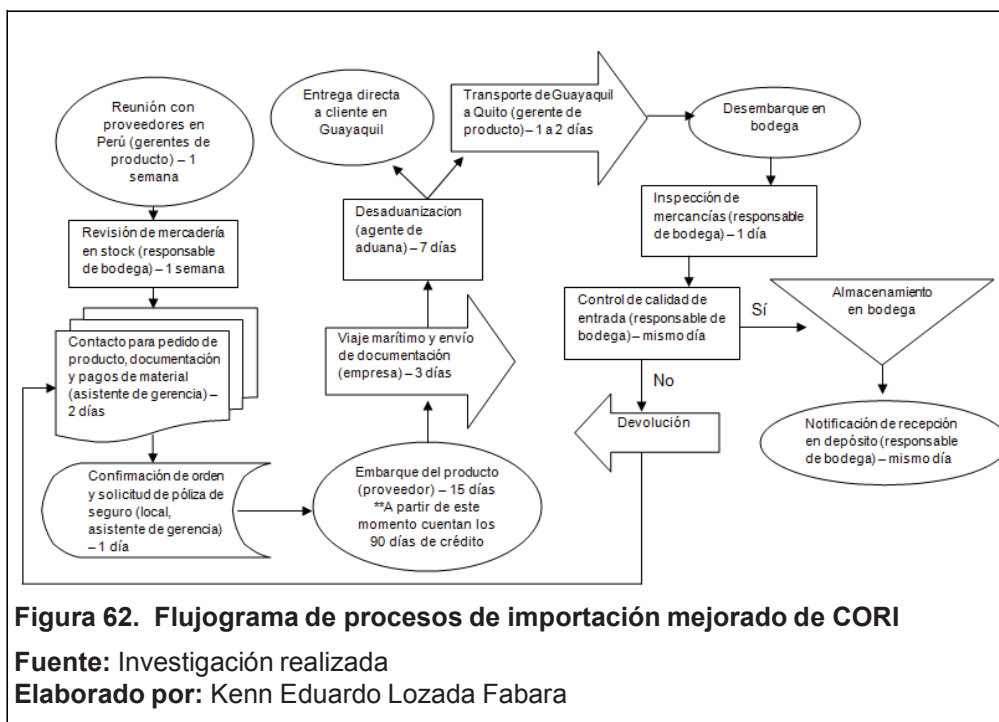 Reunión con
proveedores en
Perú (gerentes de
producto) – 1
semana
Revisión de mercadería
en stock (responsable
de bodega) – 1 semana
Contacto para pedido de
producto, documentación
y pagos de material
(asistente de gerencia) –
2 días
Confirmación de orden
y solicitud de póliza de
seguro (local,
asistente de gerencia)
– 1 día
Embarque del producto
(proveedor) – 15 días
**A partir de este
momento cuentan los
90 días de crédito
Viaje marítimo y envío
de documentación
(empresa) – 3 días
Desaduanizacion
(agente de
aduana) – 7 días
Entrega directa
a cliente en
Guayaquil
Transporte de Guayaquil
a Quito (gerente de
producto) – 1 a 2 días
Desembarque en
bodega
Inspección de
mercancías (responsable
de bodega) – 1 día
Control de calidad de
entrada (responsable de
bodega) – mismo día
Sí
No
Almacenamiento
en bodega
Devolución
Notificación de recepción
en depósito (responsable
de bodega) – mismo día
Figura 62. Flujograma de procesos de importación mejorado de CORI
Fuente: Investigación realizada
Elaborado por: Kenn Eduardo Lozada Fabara